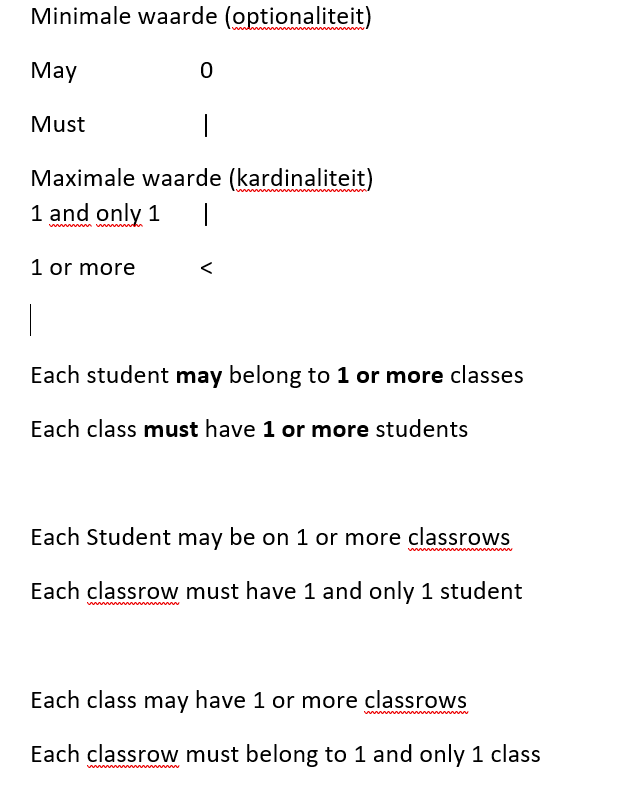 Minimale waarde (optionaliteit)
May 0
Must |
Maximale waarde (kardinaliteit)
1 and only 1 |
1 or more <
Each student may belong to 1 or more classes
Each class must have 1 or more students
Each Student may be on 1 or more classrows
Each classrow must have 1 and only 1 student
Each class may have 1 or more classrows
Each classrow must belong to 1 and only 1 class